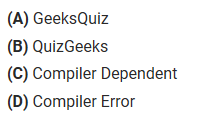 (A) GeeksQuiz
(B) QuizGeeks
(C) Compiler Dependent
(D) Compiler Error